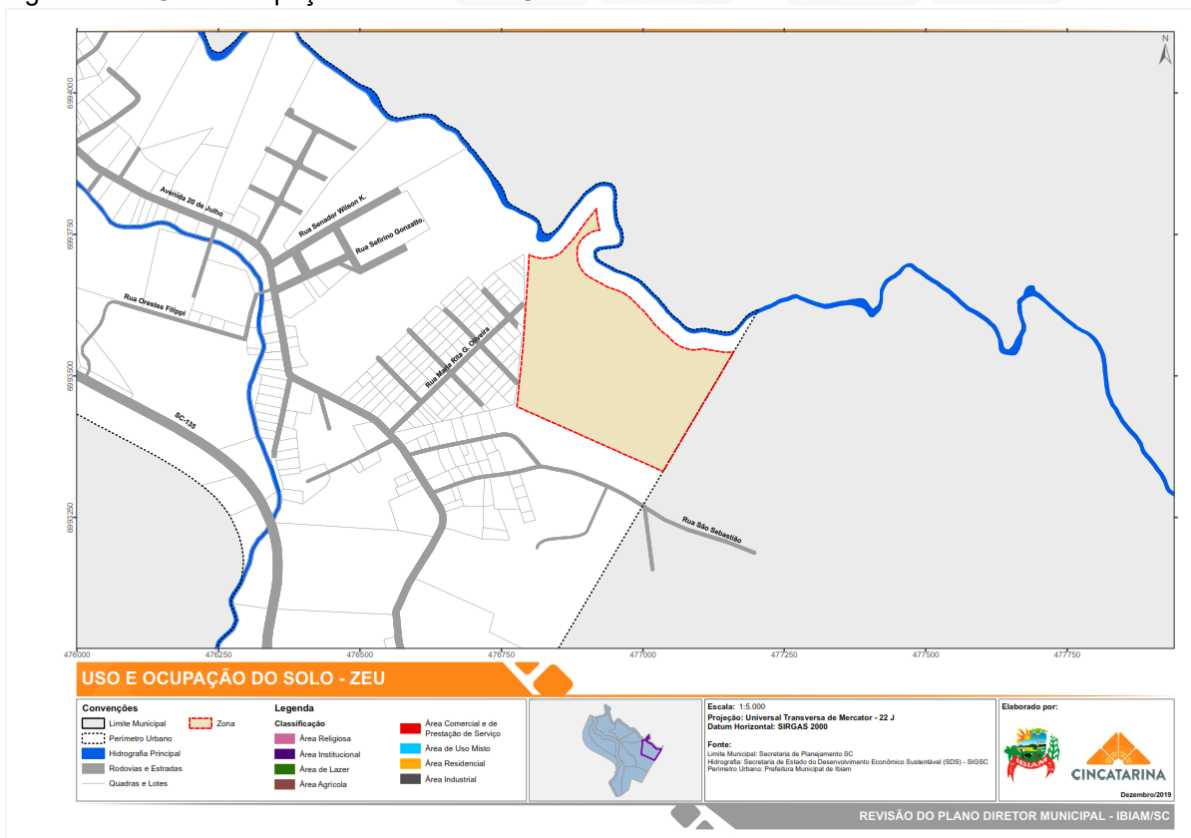 N
6994000
6993750
6993500
6993250
Avenida 20 de Julho
Rua Senador Wilson K.
Rua Sefirino Gonzatto.
Rua Orestes Filippi
Rua Maria Rita G. Oliveira
SC-135
Rua São Sebastião
476000 476250 476500 476750 477000 477250 477500 477750
USO E OCUPAÇÃO DO SOLO - ZEU
Convenções
Limite Municipal
Zona
Perímetro Urbano
Hidrografia Principal
Rodovias e Estradas
Quadras e Lotes
Legenda
Classificação
Área Religiosa
Área Institucional
Área de Lazer
Área Agrícola
Área Comercial e de
Prestação de Serviço
Área de Uso Misto
Área Residencial
Área Industrial
Escala: 1:5.000
Projeção: Universal Transversa de Mercator - 22 J
Datum Horizontal: SIRGAS 2000
Fonte:
Limite Municipal: Secretaria de Planejamento SC
Hidrografia: Secretaria de Estado do Desenvolvimento Econômico Sustentável (SDS) - SIGSC
Perímetro Urbano: Prefeitura Municipal de Ibiam
Elaborado por:
IBIAM
CINCATARINA
Dezembro/2019
REVISÃO DO PLANO DIRETOR MUNICIPAL - IBIAM/SC